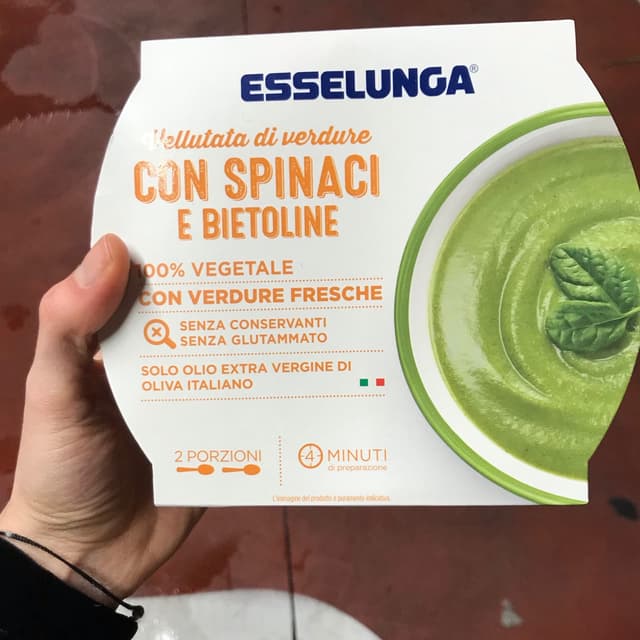 ESSELUNGA®
Vellutata di verdure
CON SPINACI
E BIETOLINE
100% VEGETALE
CON VERDURE FRESCHE
SENZA CONSERVANTI
SENZA GLUTAMMATO
SOLO OLIO EXTRA VERGINE DI
OLIVA ITALIANO
2 PORZIONI
4 MINUTI
di preparazione
L'immagine del prodotto è puramente indicativa.